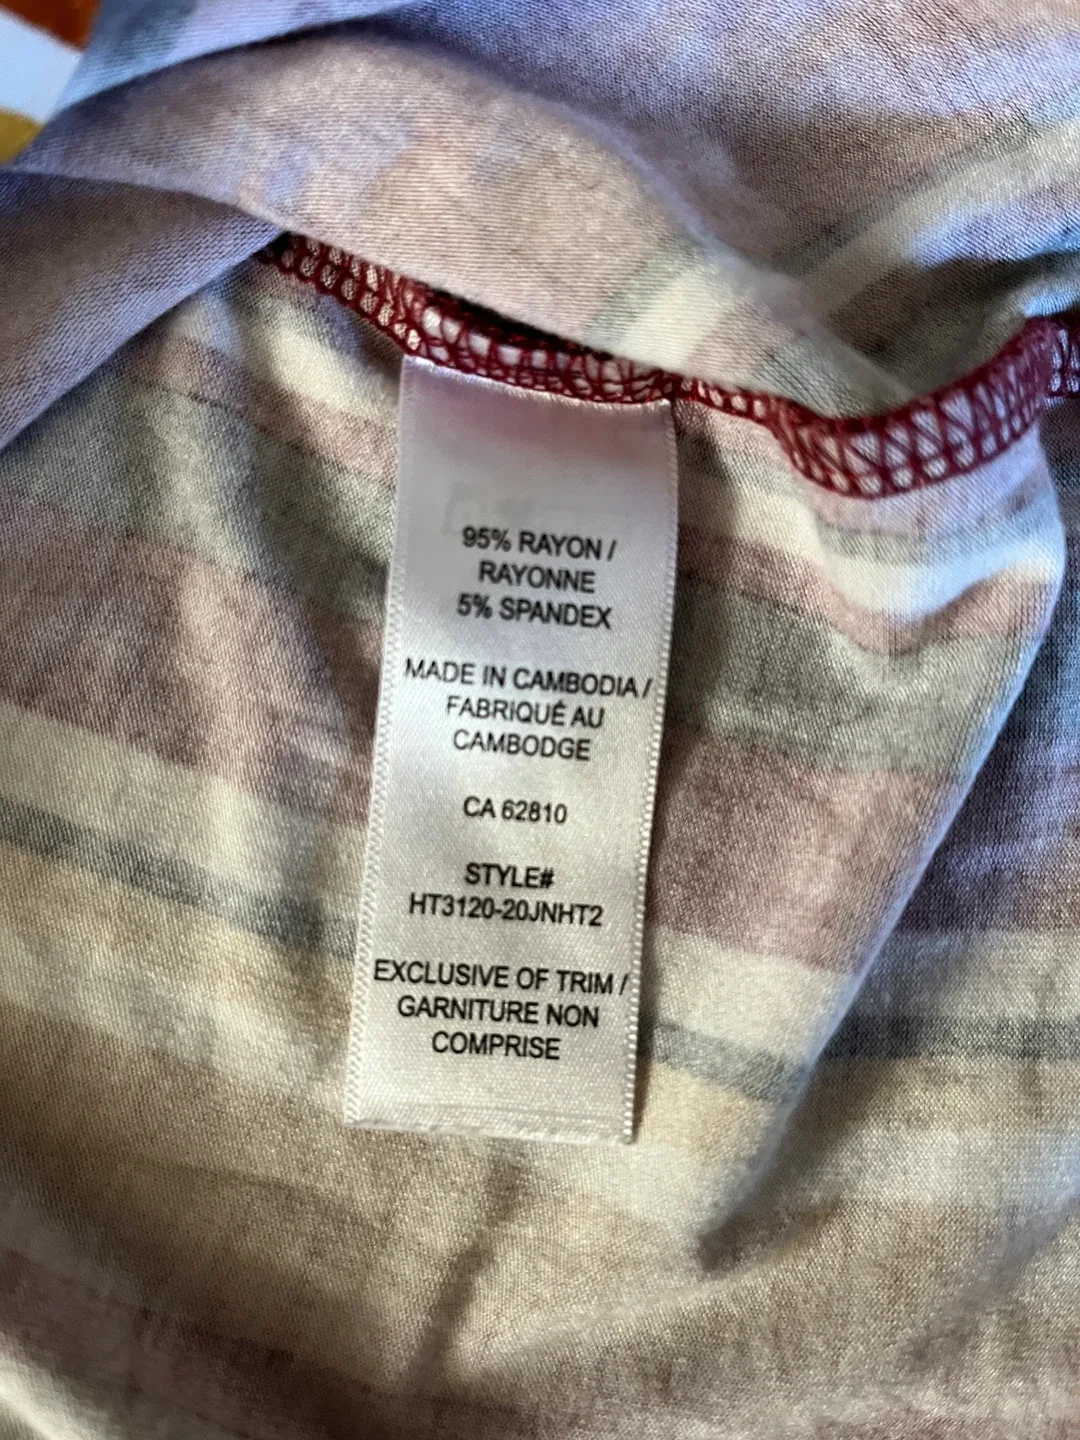 95% RAYON /
RAYONNE
5% SPANDEX
MADE IN CAMBODIA /
FABRIQUÉ AU
CAMBODGE
CA 62810
STYLE#
HT3120-20JNHT2
EXCLUSIVE OF TRIM /
GARNITURE NON
COMPRISE